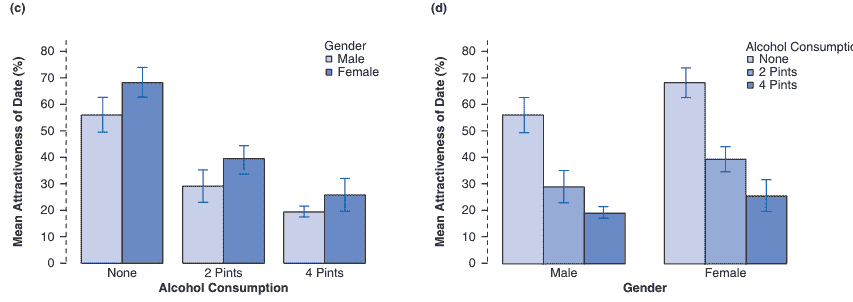 (c)
Mean Attractiveness of Date (%)
80
70
60
50
40
30
20
10
0
Gender
Male
Female
None
2 Pints
4 Pints
Alcohol Consumption
(d)
Mean Attractiveness of Date (%)
80
70
60
50
40
30
20
10
0
Alcohol Consumptio
None
2 Pints
4 Pints
Male
Female
Gender